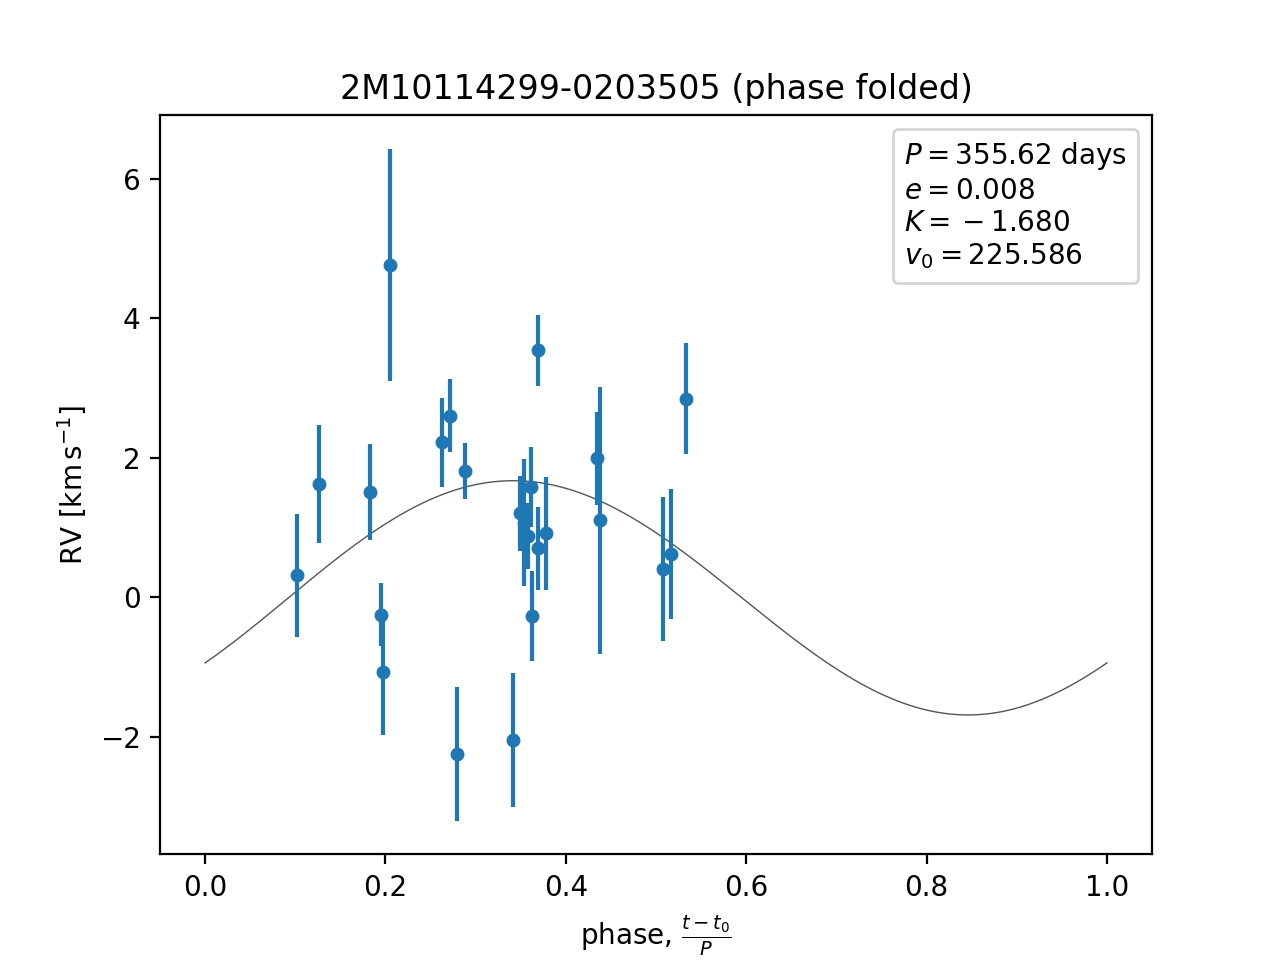 2M10114299-0203505 (phase folded)
P = 355.62 days
e = 0.008
K = −1.680
v₀ = 225.586
RV [km s⁻¹]
6
4
2
0
−2
0.0 0.2 0.4 0.6 0.8 1.0
phase, (t − t₀)/P